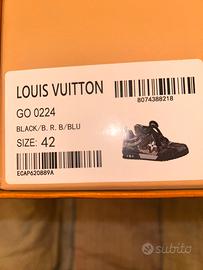 LOUIS VUITTON
8074388218
GO 0224
BLACK/B. R. B/BLU
SIZE: 42
ECAP620889A
subito